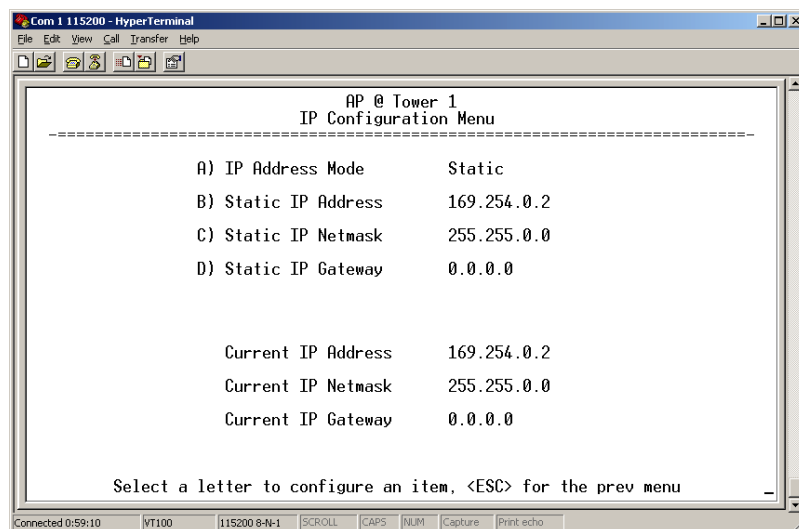 Com 1 115200 - HyperTerminal
File Edit View Call Transfer Help
AP @ Tower 1
IP Configuration Menu
-==========================================================================-
A) IP Address Mode Static
B) Static IP Address 169.254.0.2
C) Static IP Netmask 255.255.0.0
D) Static IP Gateway 0.0.0.0
Current IP Address 169.254.0.2
Current IP Netmask 255.255.0.0
Current IP Gateway 0.0.0.0
Select a letter to configure an item, <ESC> for the prev menu _
Connected 0:59:10 VT100 115200 8-N-1 SCROLL CAPS NUM Capture Print echo